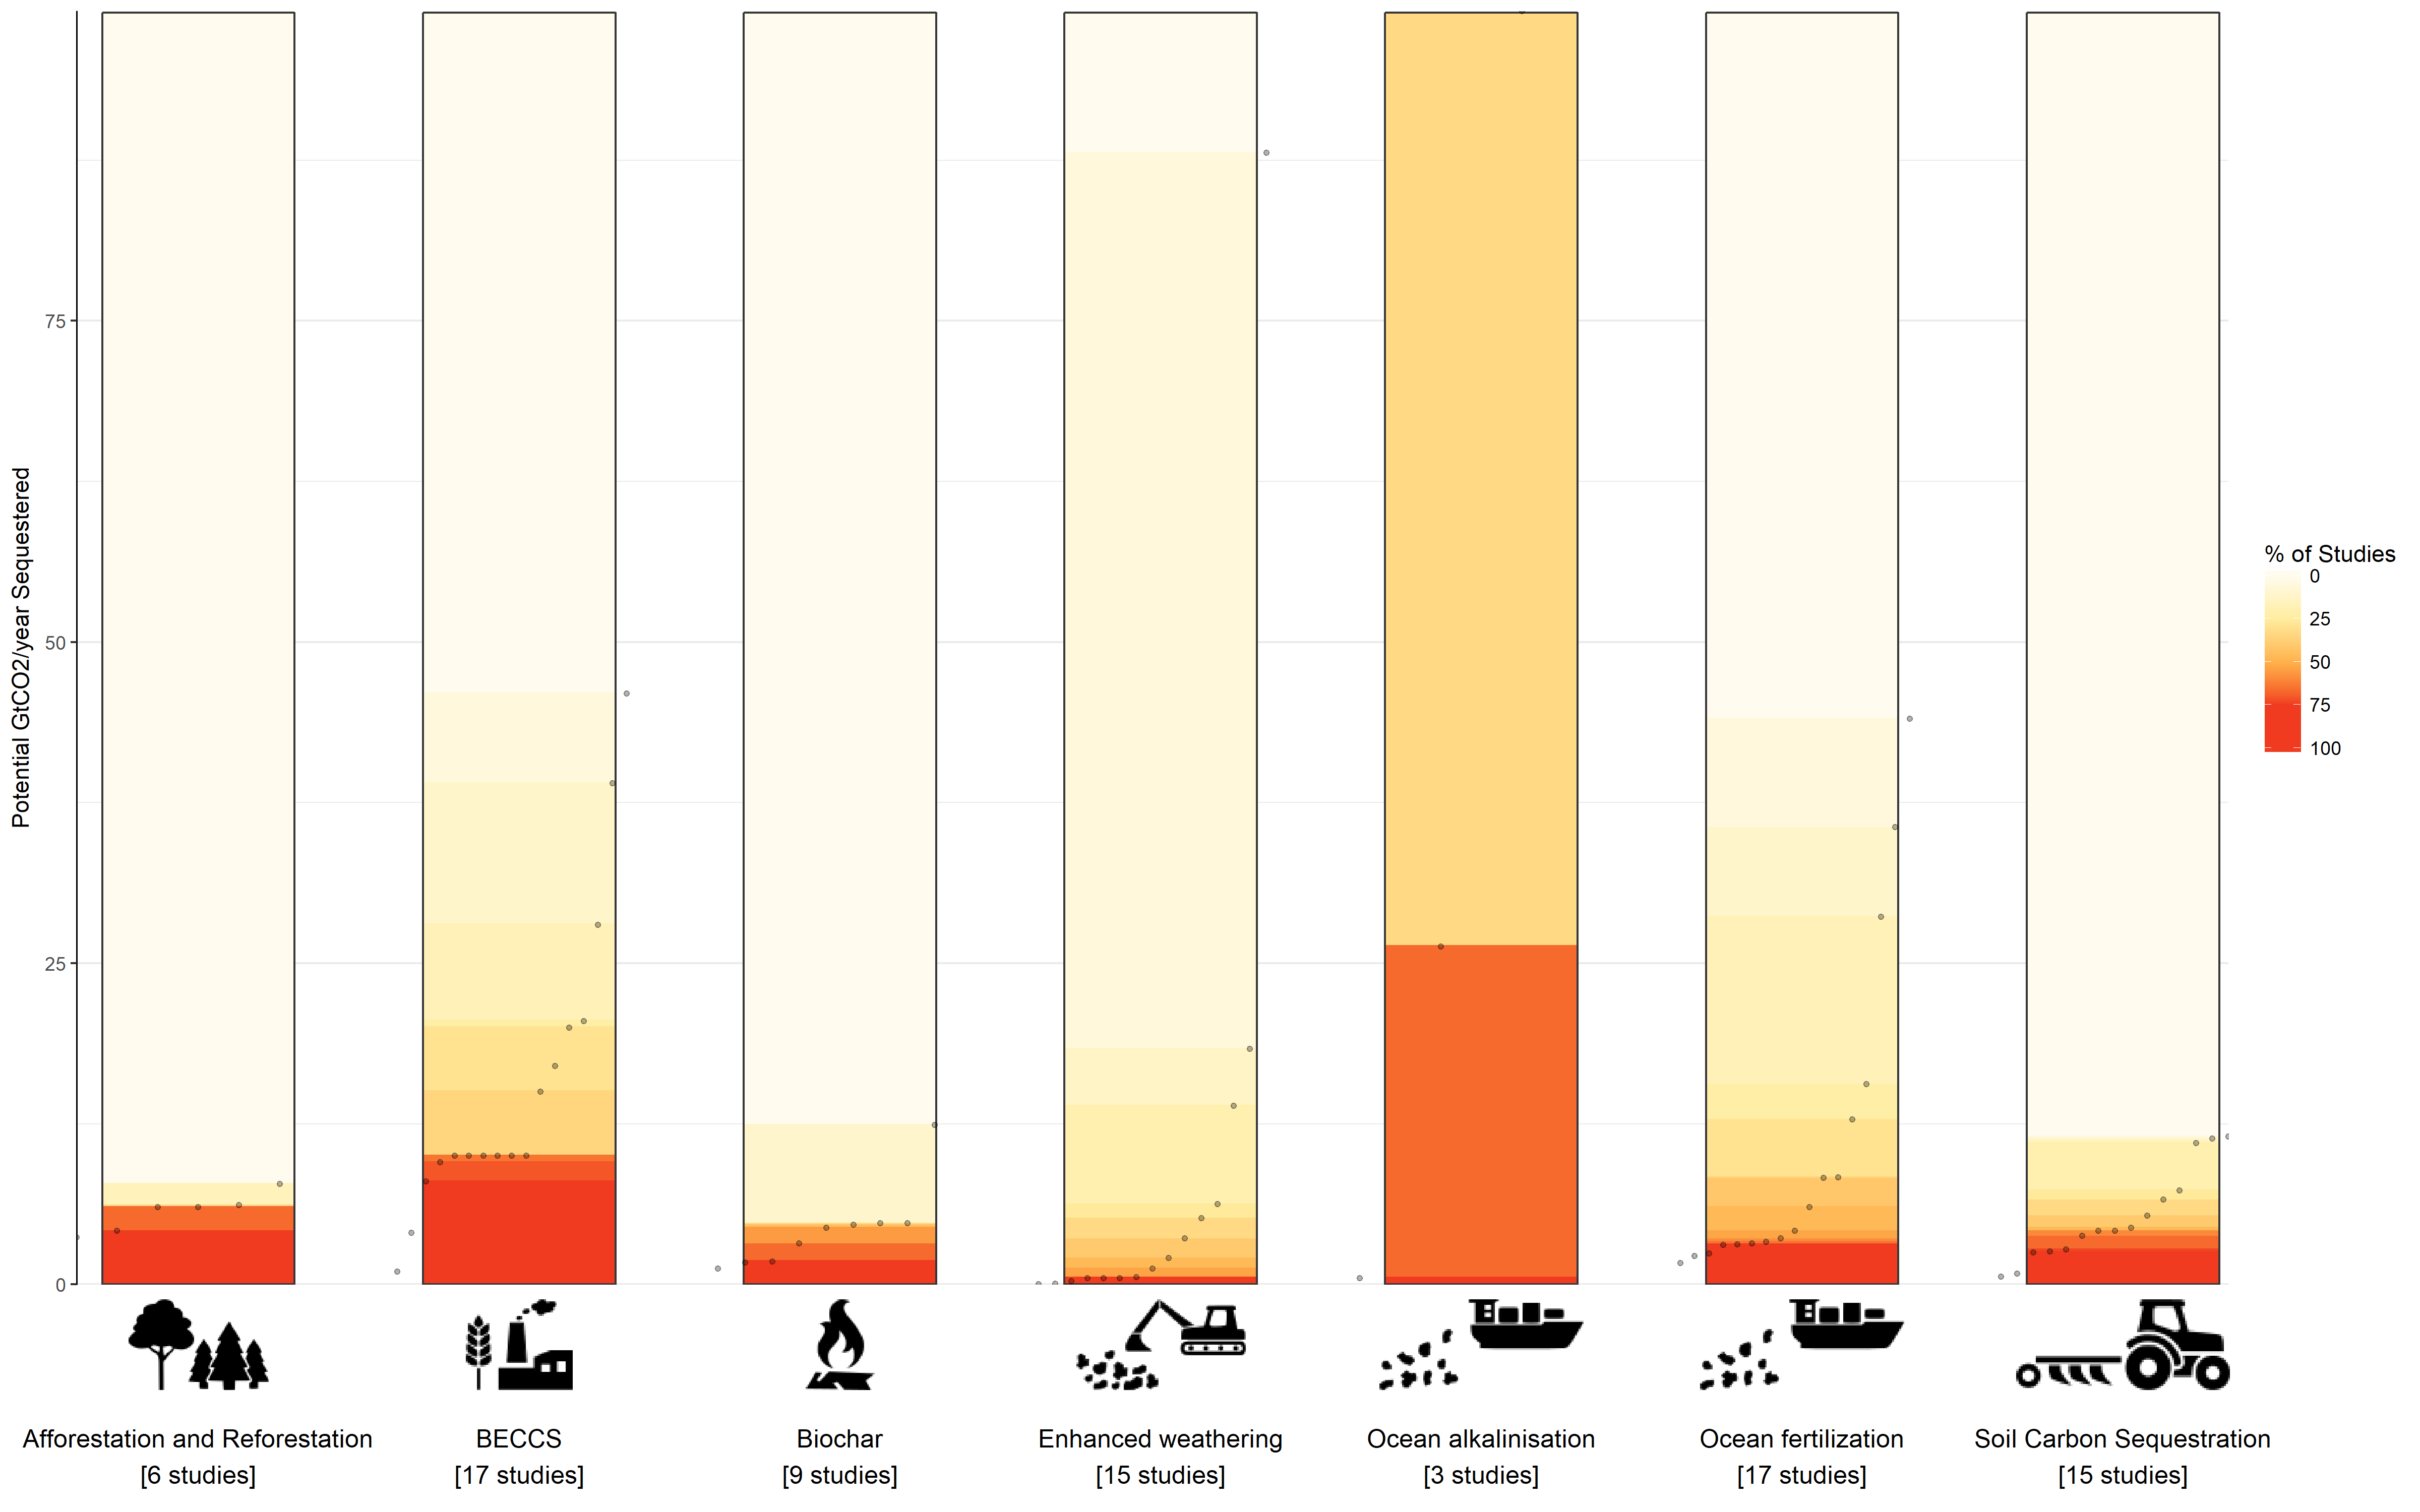 Potential GtCO2/year Sequestered
75
50
25
0
% of Studies
0
25
50
75
100
Afforestation and Reforestation
[6 studies]
BECCS
[17 studies]
Biochar
[9 studies]
Enhanced weathering
[15 studies]
Ocean alkalinisation
[3 studies]
Ocean fertilization
[17 studies]
Soil Carbon Sequestration
[15 studies]